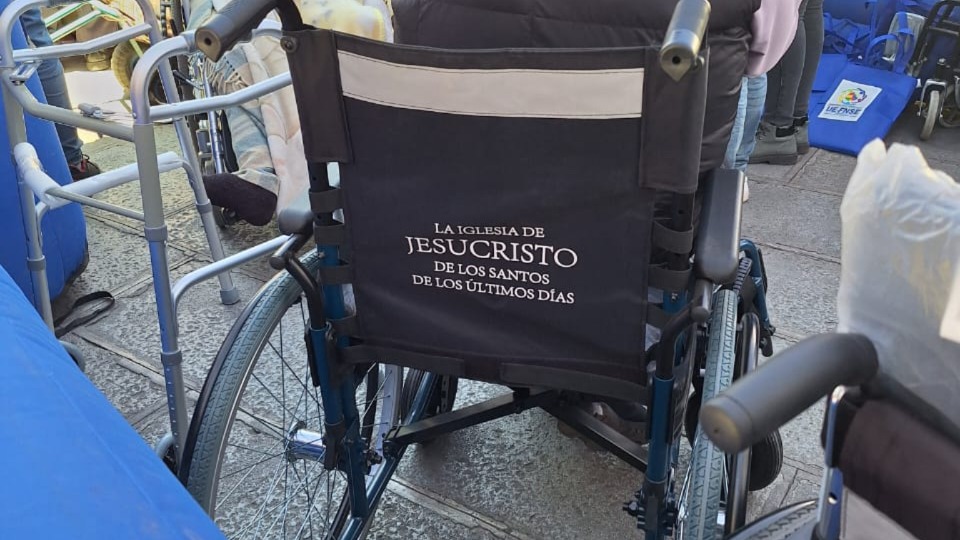 LA IGLESIA DE
JESUCRISTO
DE LOS SANTOS
DE LOS ÚLTIMOS DÍAS